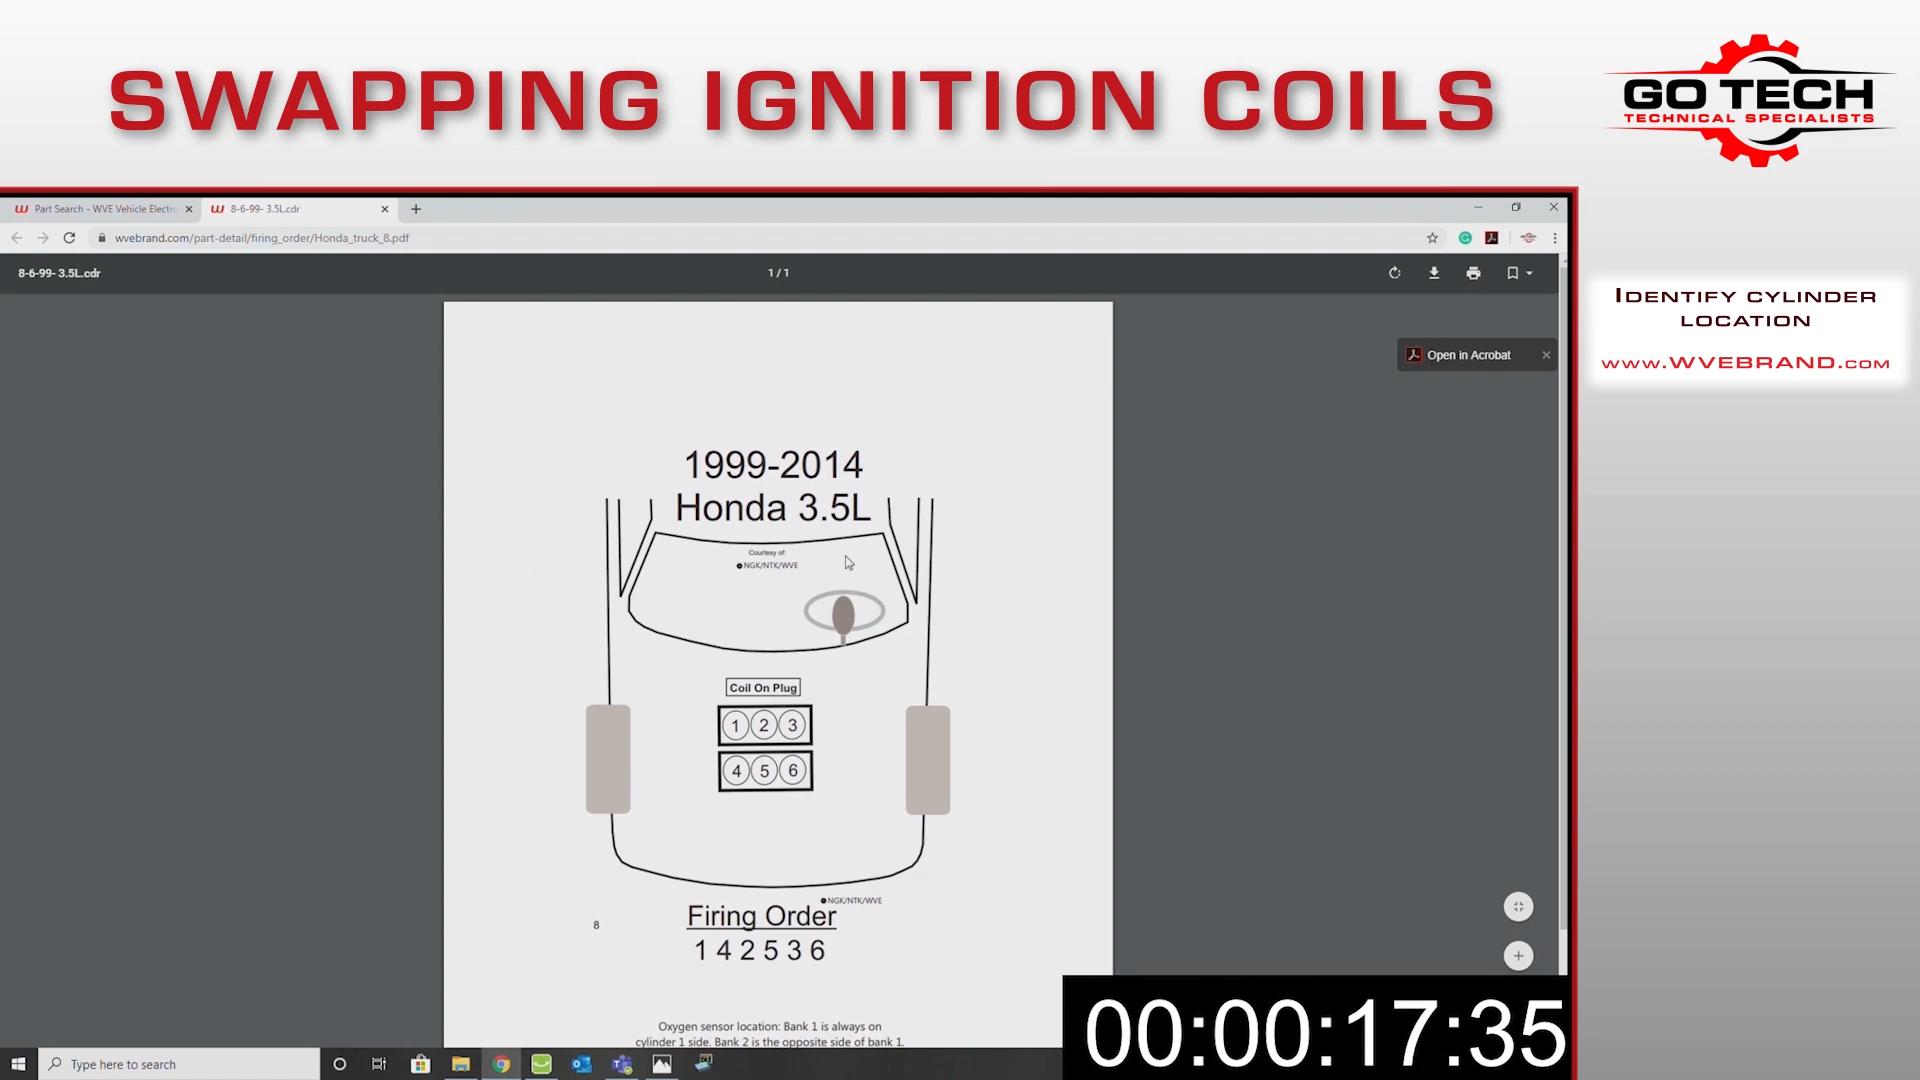 SWAPPING IGNITION COILS
GO TECH
TECHNICAL SPECIALISTS
Part Search - WVE Vehicle Electro
8-6-99- 3.5L.cdr
wvebrand.com/part-detail/firing_order/Honda_truck_8.pdf
8-6-99- 3.5L.cdr
1 / 1
Open in Acrobat
IDENTIFY CYLINDER
LOCATION
WWW.WVEBRAND.COM
1999-2014
Honda 3.5L
Courtesy of:
NGK/NTK/WVE
Coil On Plug
1 2 3
4 5 6
NGK/NTK/WVE
Firing Order
8
1 4 2 5 3 6
Oxygen sensor location: Bank 1 is always on
cylinder 1 side. Bank 2 is the opposite side of bank 1.
00:00:17:35
Type here to search